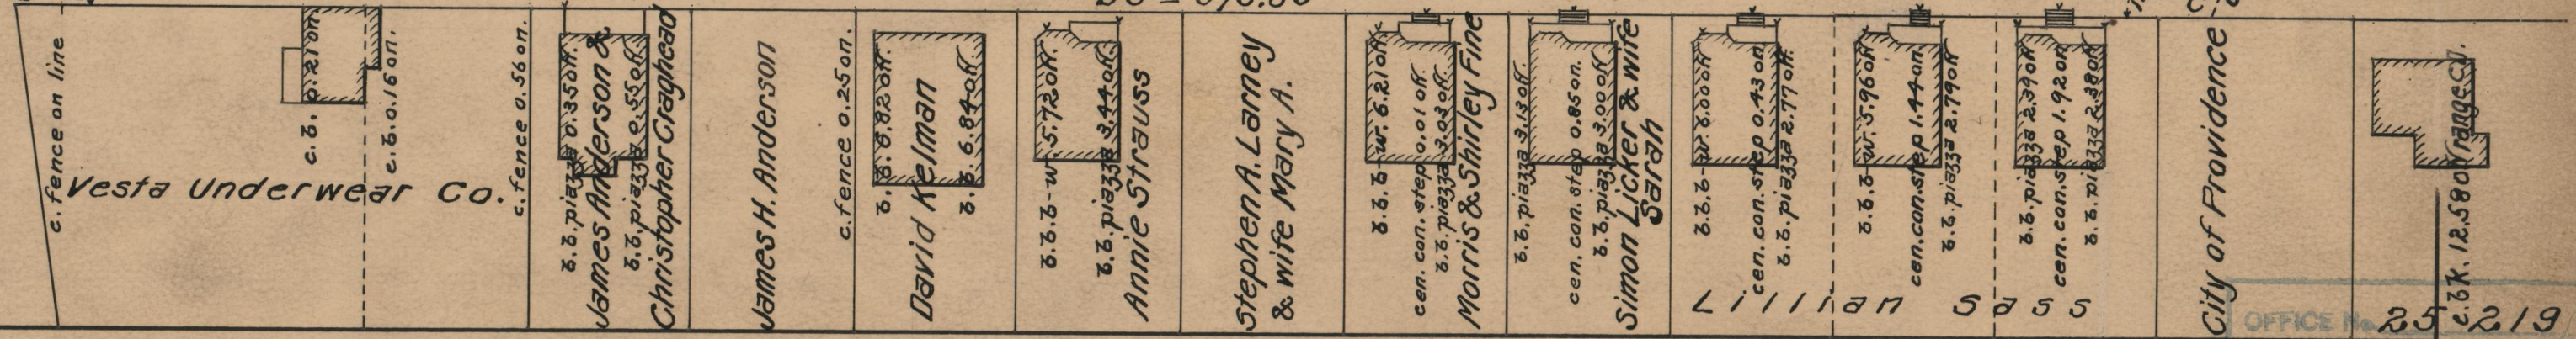 c. fence on line
Vesta Underwear Co.
c.b. 0.21 on.
c.b. 0.16 on.
c. fence 0.56 on.
b.b. piazza 0.35 off.
James Anderson &
b.b. piazza 0.55 off.
Christopher Craghead
James H. Anderson
c. fence 0.25 on.
b.b. 6.82 off.
David Kelman
b.b. 6.84 off.
b.b.b-w. 5.72 off.
b.b. piazza 3.44 off.
Annie Strauss
Stephen A. Larney
& wife Mary A.
b.b.b-w. 6.21 off.
cen. con. step 0.01 off.
b.b. piazza 3.03 off.
Morris & Shirley Fine
b.b. piazza 3.13 off.
cen. con. step 0.85 on.
b.b. piazza 3.00 off.
Simon Licker & wife
Sarah
b.b.b-w. 6.00 off.
cen. con. step 0.43 on
b.b. piazza 2.77 off.
b.b.b-w. 5.96 off
cen. con. step 1.44 on
b.b. piazza 2.79 off
b.b. piazza 2.39 off
cen. con. step 1.92 on
b.b. piazza 2.38 off
Lillian Sass
City of Providence
c.bk. 12.580
OFFICE No.
25 219